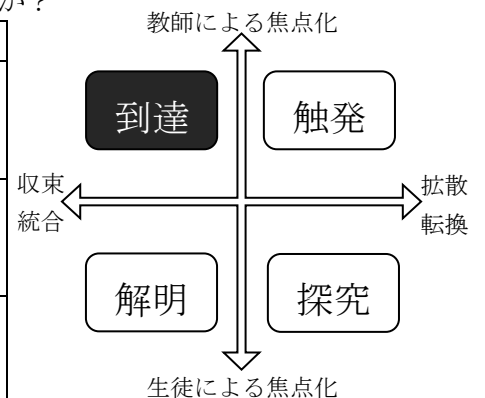 か？
教師による焦点化
到達
触発
収束
統合
拡散
転換
解明
探究
生徒による焦点化